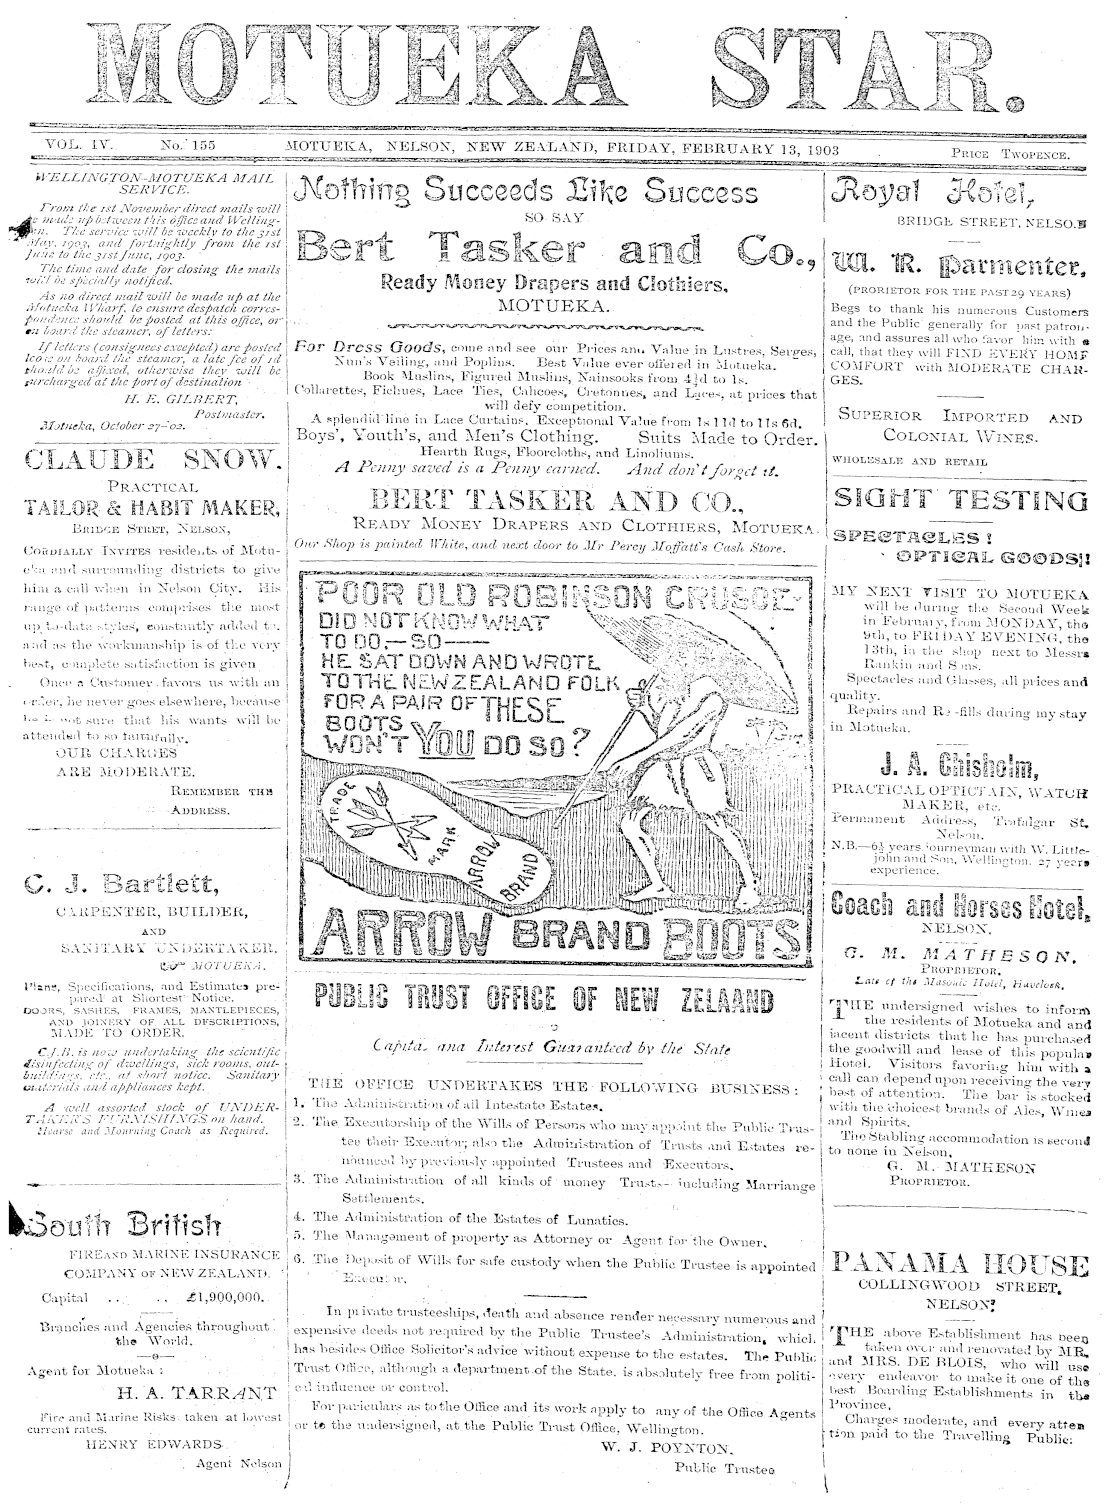 MOTUEKA STAR.
VOL. IV. No. 155 MOTUEKA, NELSON, NEW ZEALAND, FRIDAY, FEBRUARY 13, 1903 PRICE TWOPENCE.
WELLINGTON-MOTUEKA MAIL
SERVICE.
From the 1st November direct mails will
be made up between this office and Welling-
ton. The service will be weekly to the 31st
May, 1903, and fortnightly from the 1st
June to the 31st June, 1903.
The time and date for closing the mails
will be specially notified.
As no direct mail will be made up at the
Motueka Wharf, to ensure despatch corres-
pondence should be posted at this office, or
on board the steamer, of letters:
If letters (consignees excepted) are posted
loose on board the steamer, a late fee of 1d
should be affixed, otherwise they will be
surcharged at the port of destination
H. E. GILBERT,
Postmaster.
Motueka, October 27-'02.
CLAUDE SNOW.
PRACTICAL
TAILOR & HABIT MAKER,
BRIDGE STRET, NELSON,
CORDIALLY INVITES residents of Motu-
eka and surrounding districts to give
him a call when in Nelson City. His
range of patterns comprises the most
up to-date styles, constantly added to.
and as the workmanship is of the very
best, complete satisfaction is given
Once a Customer favors us with an
order, he never goes elsewhere, because
he is not sure that his wants will be
attended to so faithfully.
OUR CHARGES
ARE MODERATE.
REMEMBER THE
ADDRESS.
C. J. Bartlett,
CARPENTER, BUILDER,
AND
SANITARY UNDERTAKER.
MOTUEKA.
Plans, Specifications, and Estimates pre-
pared at Shortest Notice.
DOORS, SASHES, FRAMES, MANTLEPIECES,
AND JOINERY OF ALL DFSCRIPTIONS,
MADE TO ORDER.
C.J.B. is now undertaking the scientific
disinfecting of dwellings, sick rooms, out-
buildings, etc., at short notice. Sanitary
materials and appliances kept.
A well assorted stock of UNDER-
TAKER'S FURNISHINGS on hand.
Hearse and Mourning Coach as Required.
South British
FIRE AND MARINE INSURANCE
COMPANY OF NEW ZEALAND.
Capital .. .. £1,900,000.
Branches and Agencies throughout
the World.
Agent for Motueka :
H. A. TARRANT
Fire and Marine Risks taken at lowest
current rates.
HENRY EDWARDS
Agent Nelson
Nothing Succeeds Like Success
SO SAY
Bert Tasker and Co.,
Ready Money Drapers and Clothiers,
MOTUEKA.
FOR DRESS GOODS, come and see our Prices and Value in Lustres, Serges,
Nun's Veiling, and Poplins. Best Value ever offered in Motueka.
Book Muslins, Figured Muslins, Nainsooks from 4½d to 1s.
Collarettes, Fichues, Lace Ties, Calicoes, Cretonnes, and Laces, at prices that
will defy competition.
A splendid line in Lace Curtains, Exceptional Value from 1s 11d to 11s 6d.
Boys', Youth's, and Men's Clothing. Suits Made to Order.
Hearth Rugs, Floorcloths, and Linoliums.
A Penny saved is a Penny earned. And don't forget it.
BERT TASKER AND CO.,
READY MONEY DRAPERS AND CLOTHIERS, MOTUEKA.
Our Shop is painted White, and next door to Mr Percy Moffatt's Cash Store.
POOR OLD ROBINSON CRUSOE-
DID NOT KNOW WHAT
TO DO,- SO-
HE SAT DOWN AND WROTE
TO THE NEW ZEALAND FOLK
FOR A PAIR OF THESE
BOOTS
WON'T YOU DO SO?
TRADE
MARK
ARROW
BRAND
ARROW BRAND BOOTS
PUBLIC TRUST OFFICE OF NEW ZELAAND
Capital and Interest Guaranteed by the State
THE OFFICE UNDERTAKES THE FOLLOWING BUSINESS :
1. The Administration of all Intestate Estates.
2. The Executorship of the Wills of Persons who may appoint the Public Trus-
tee their Executor; also the Administration of Trusts and Estates re-
nounced by previously appointed Trustees and Executors.
3. The Administration of all kinds of money Trusts- including Marriange
Settlements.
4. The Administration of the Estates of Lunatics.
5. The Management of property as Attorney or Agent for the Owner.
6. The Deposit of Wills for safe custody when the Public Trustee is appointed
Executor.
In private trusteeships, death and absence render necessary numerous and
expensive deeds not required by the Public Trustee's Administration, which
has besides Office Solicitor's advice without expense to the estates. The Public
Trust Office, although a department of the State, is absolutely free from politi-
cal influence or control.
For particulars as to the Office and its work apply to any of the Office Agents
or to the undersigned, at the Public Trust Office, Wellington.
W. J. POYNTON.
Public Trustee
Royal Hotel,
BRIDGE STREET, NELSON
W. R. Parmenter,
(PRORIETOR FOR THE PAST 29 YEARS)
Begs to thank his numerous Customers
and the Public generally for past patron-
age, and assures all who favor him with a
call, that they will FIND EVERY HOME
COMFORT with MODERATE CHAR-
GES.
SUPERIOR IMPORTED AND
COLONIAL WINES.
WHOLESALE AND RETAIL
SIGHT TESTING
SPECTACLES !
OPTICAL GOODS!!
MY NEXT VISIT TO MOTUEKA
will be during the Second Week
in February, from MONDAY, the
9th, to FRIDAY EVENING, the
13th, in the shop next to Messrs
Rankin and Sons.
Spectacles and Glasses, all prices and
quality.
Repairs and Re-fills during my stay
in Motueka.
J. A. Chisholm,
PRACTICAL OPTICTAIN, WATCH
MAKER, etc.
Permanent Address, Trafalgar St,
Nelson.
N.B.—6½ years journeyman with W. Little-
john and Son, Wellington. 27 years
experience.
Coach and Horses Hotel,
NELSON.
G. M. MATHESON,
PROPRIETOR,
Late of the Masonic Hotel, Havelock.
THE undersigned wishes to inform
the residents of Motueka and and
jacent districts that he has purchased
the goodwill and lease of this popular
Hotel. Visitors favoring him with a
call can depend upon receiving the very
best of attention. The bar is stocked
with the choicest brands of Ales, Wines
and Spirits.
The Stabling accommodation is second
to none in Nelson.
G. M. MATHESON
PROPRIETOR.
PANAMA HOUSE
COLLINGWOOD STREET,
NELSON?
THE above Establishment has been
taken over and renovated by MR.
and MRS. DE BLOIS, who will use
every endeavor to make it one of the
best Boarding Establishments in the
Province.
Charges moderate, and every atten
tion paid to the Travelling Public: